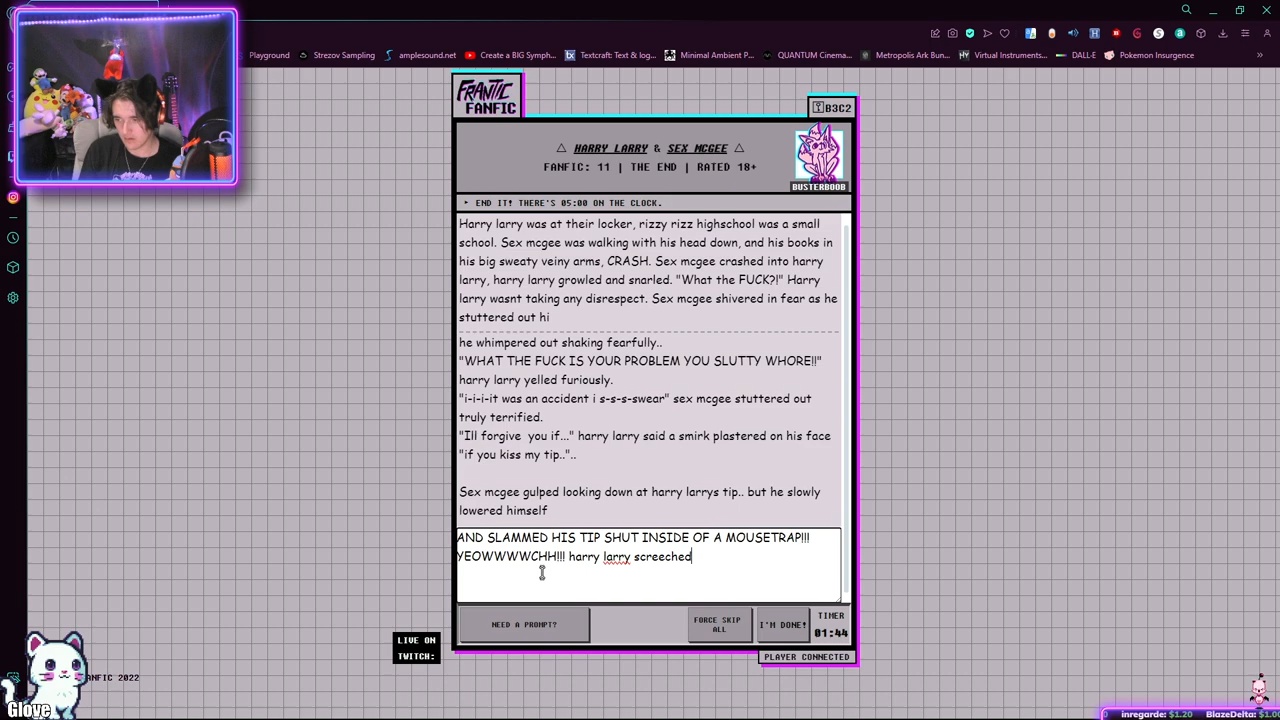 Playground
Strezov Sampling
amplesound.net
Create a BIG Symph...
Textcraft: Text & log...
Minimal Ambient P...
QUANTUM Cinema...
Metropolis Ark Bun...
Virtual Instruments...
DALL·E
Pokemon Insurgence
FRANTIC
FANFIC
B3C2
△ HARRY LARRY & SEX MCGEE △
FANFIC: 11 | THE END | RATED 18+
BUSTERBOOB
END IT! THERE'S 05:00 ON THE CLOCK.
Harry larry was at their locker, rizzy rizz highschool was a small
school. Sex mcgee was walking with his head down, and his books in
his big sweaty veiny arms, CRASH. Sex mcgee crashed into harry
larry, harry larry growled and snarled. "What the FUCK?!" Harry
larry wasnt taking any disrespect. Sex mcgee shivered in fear as he
stuttered out hi
he whimpered out shaking fearfully..
"WHAT THE FUCK IS YOUR PROBLEM YOU SLUTTY WHORE!!"
harry larry yelled furiously.
"i-i-i-it was an accident i s-s-s-swear" sex mcgee stuttered out
truly terrified.
"Ill forgive  you if..." harry larry said a smirk plastered on his face
"if you kiss my tip.."..
Sex mcgee gulped looking down at harry larrys tip.. but he slowly
lowered himself
AND SLAMMED HIS TIP SHUT INSIDE OF A MOUSETRAP!!!
YEOWWWWCHH!!! harry larry screeched
NEED A PROMPT?
FORCE SKIP
ALL
I'M DONE!
TIMER
01:44
LIVE ON
TWITCH:
PLAYER CONNECTED
FANFIC 2022
Glove
inregarde: $1.20
BlazeDelta: $1.0